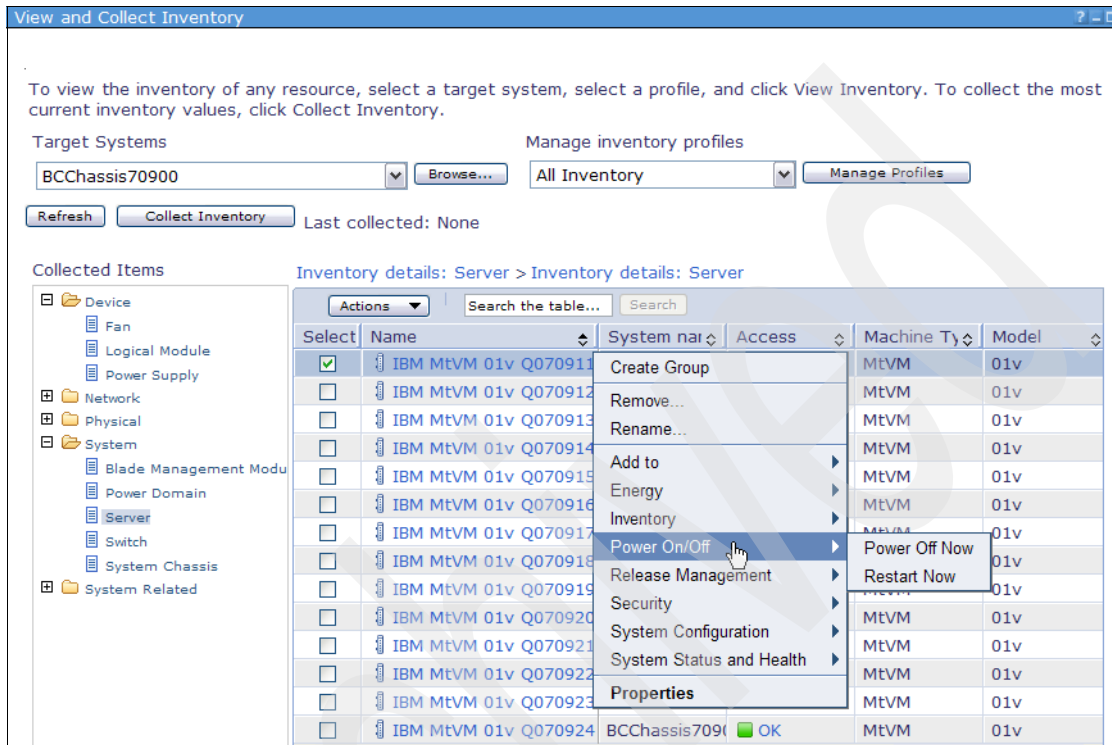 View and Collect Inventory
To view the inventory of any resource, select a target system, select a profile, and click View Inventory. To collect the most
current inventory values, click Collect Inventory.
Target Systems
Manage inventory profiles
BCChassis70900
Browse...
All Inventory
Manage Profiles
Refresh
Collect Inventory
Last collected: None
Collected Items
Device
Fan
Logical Module
Power Supply
Network
Physical
System
Blade Management Modu
Power Domain
Server
Switch
System Chassis
System Related
Inventory details: Server > Inventory details: Server
Actions
Search the table...
Search
Select Name System nar Access Machine Ty Model
IBM MtVM 01v Q070911 MtVM 01v
IBM MtVM 01v Q070912 MtVM 01v
IBM MtVM 01v Q070913 MtVM 01v
IBM MtVM 01v Q070914 MtVM 01v
IBM MtVM 01v Q070915 MtVM 01v
IBM MtVM 01v Q070916 MtVM 01v
IBM MtVM 01v Q070917 MtVM 01v
IBM MtVM 01v Q070918 01v
IBM MtVM 01v Q070919 01v
IBM MtVM 01v Q070920 MtVM 01v
IBM MtVM 01v Q070921 MtVM 01v
IBM MtVM 01v Q070922 MtVM 01v
IBM MtVM 01v Q070923 MtVM 01v
IBM MtVM 01v Q070924 BCChassis709 OK MtVM 01v
Create Group
Remove...
Rename...
Add to
Energy
Inventory
Power On/Off
Release Management
Security
System Configuration
System Status and Health
Properties
Power Off Now
Restart Now